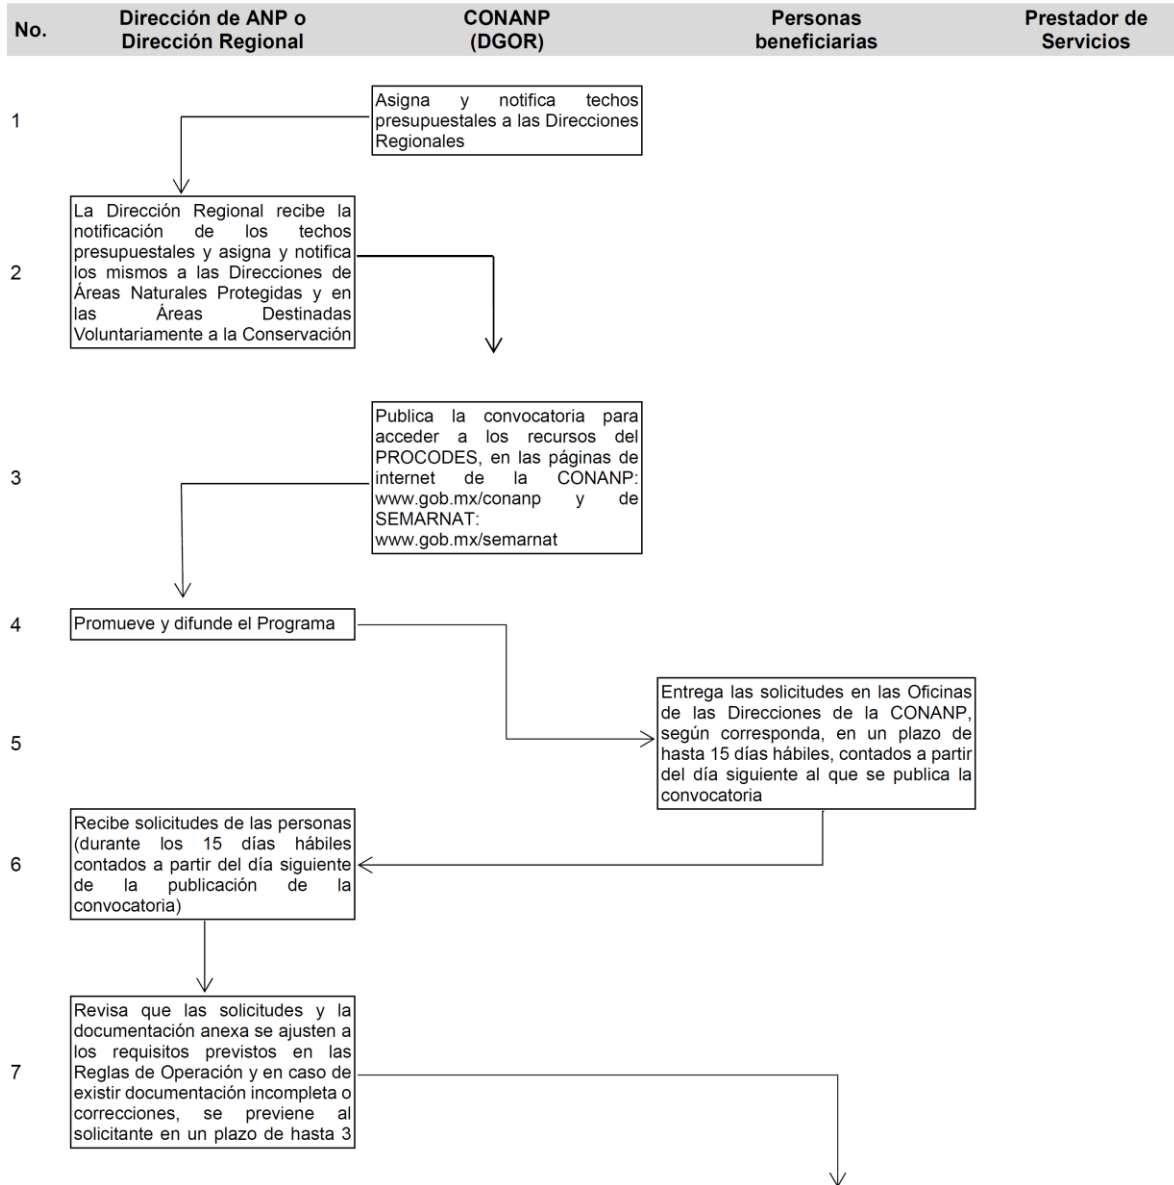 No.
Dirección de ANP o
Dirección Regional
CONANP
(DGOR)
Personas
beneficiarias
Prestador de
Servicios
1
Asigna y notifica techos
presupuestales a las Direcciones
Regionales
2
La Dirección Regional recibe la
notificación de los techos
presupuestales y asigna y notifica
los mismos a las Direcciones de
Áreas Naturales Protegidas y en
las Áreas Destinadas
Voluntariamente a la Conservación
3
Publica la convocatoria para
acceder a los recursos del
PROCODES, en las páginas de
internet de la CONANP:
www.gob.mx/conanp y de
SEMARNAT:
www.gob.mx/semarnat
4
Promueve y difunde el Programa
5
Entrega las solicitudes en las Oficinas
de las Direcciones de la CONANP,
según corresponda, en un plazo de
hasta 15 días hábiles, contados a partir
del día siguiente al que se publica la
convocatoria
6
Recibe solicitudes de las personas
(durante los 15 días hábiles
contados a partir del día siguiente
de la publicación de la
convocatoria)
7
Revisa que las solicitudes y la
documentación anexa se ajusten a
los requisitos previstos en las
Reglas de Operación y en caso de
existir documentación incompleta o
correcciones, se previene al
solicitante en un plazo de hasta 3